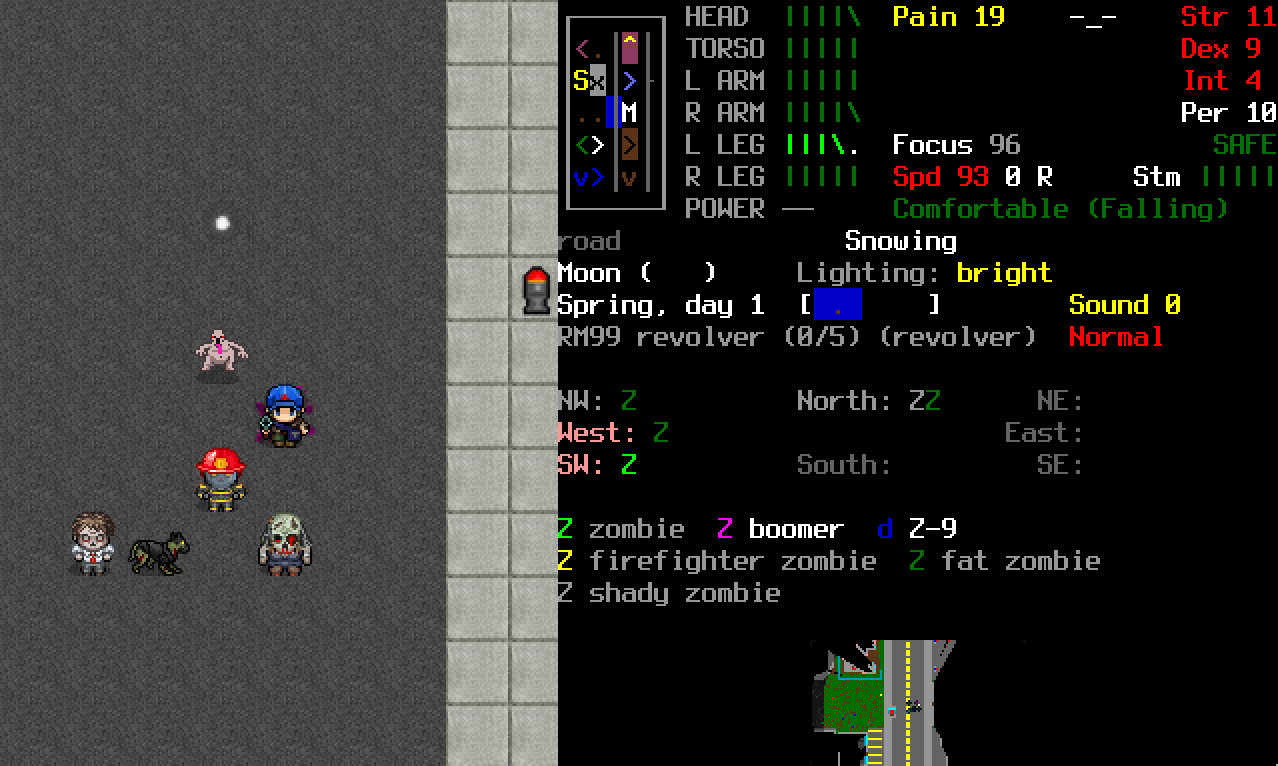 HEAD ||||\ Pain 19 -_- Str 11
<. ^ TORSO ||||| Dex 9
S > L ARM ||||| Int 4
.. M R ARM ||||\ Per 10
<> > L LEG |||\. Focus 96 SAFE
v> v R LEG ||||| Spd 93 0 R Stm |||||
POWER —— Comfortable (Falling)
road Snowing
Moon ( ) Lighting: bright
Spring, day 1 [ . ] Sound 0
RM99 revolver (0/5) (revolver) Normal
NW: Z North: ZZ NE:
West: Z East:
SW: Z South: SE:
Z zombie Z boomer d Z-9
Z firefighter zombie Z fat zombie
Z shady zombie